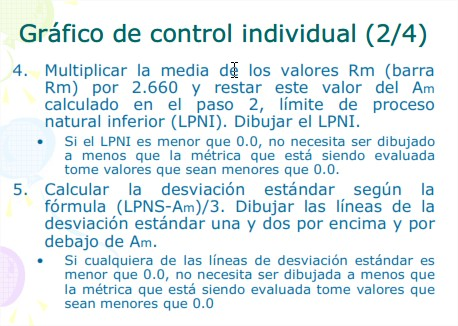 Gráfico de control individual (2/4)
4. Multiplicar la media de los valores Rm (barra
Rm) por 2.660 y restar este valor del Am
calculado en el paso 2, límite de proceso
natural inferior (LPNI). Dibujar el LPNI.
• Si el LPNI es menor que 0.0, no necesita ser dibujado
a menos que la métrica que está siendo evaluada
tome valores que sean menores que 0.0.
5. Calcular la desviación estándar según la
fórmula (LPNS-Am)/3. Dibujar las líneas de la
desviación estándar una y dos por encima y por
debajo de Am.
• Si cualquiera de las líneas de desviación estándar es
menor que 0.0, no necesita ser dibujada a menos que
la métrica que está siendo evaluada tome valores que
sean menores que 0.0